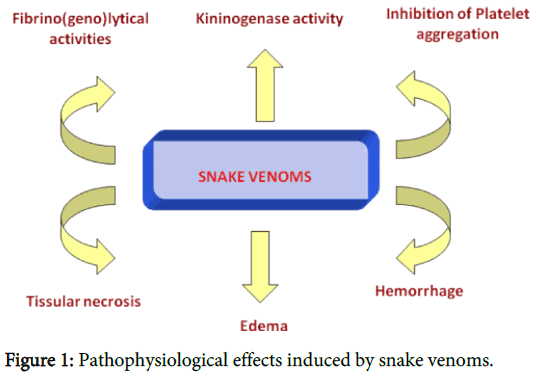 Fibrino(geno)lytical
activities
Kininogenase activity
Inhibition of Platelet
aggregation
SNAKE VENOMS
Tissular necrosis
Edema
Hemorrhage
Figure 1: Pathophysiological effects induced by snake venoms.